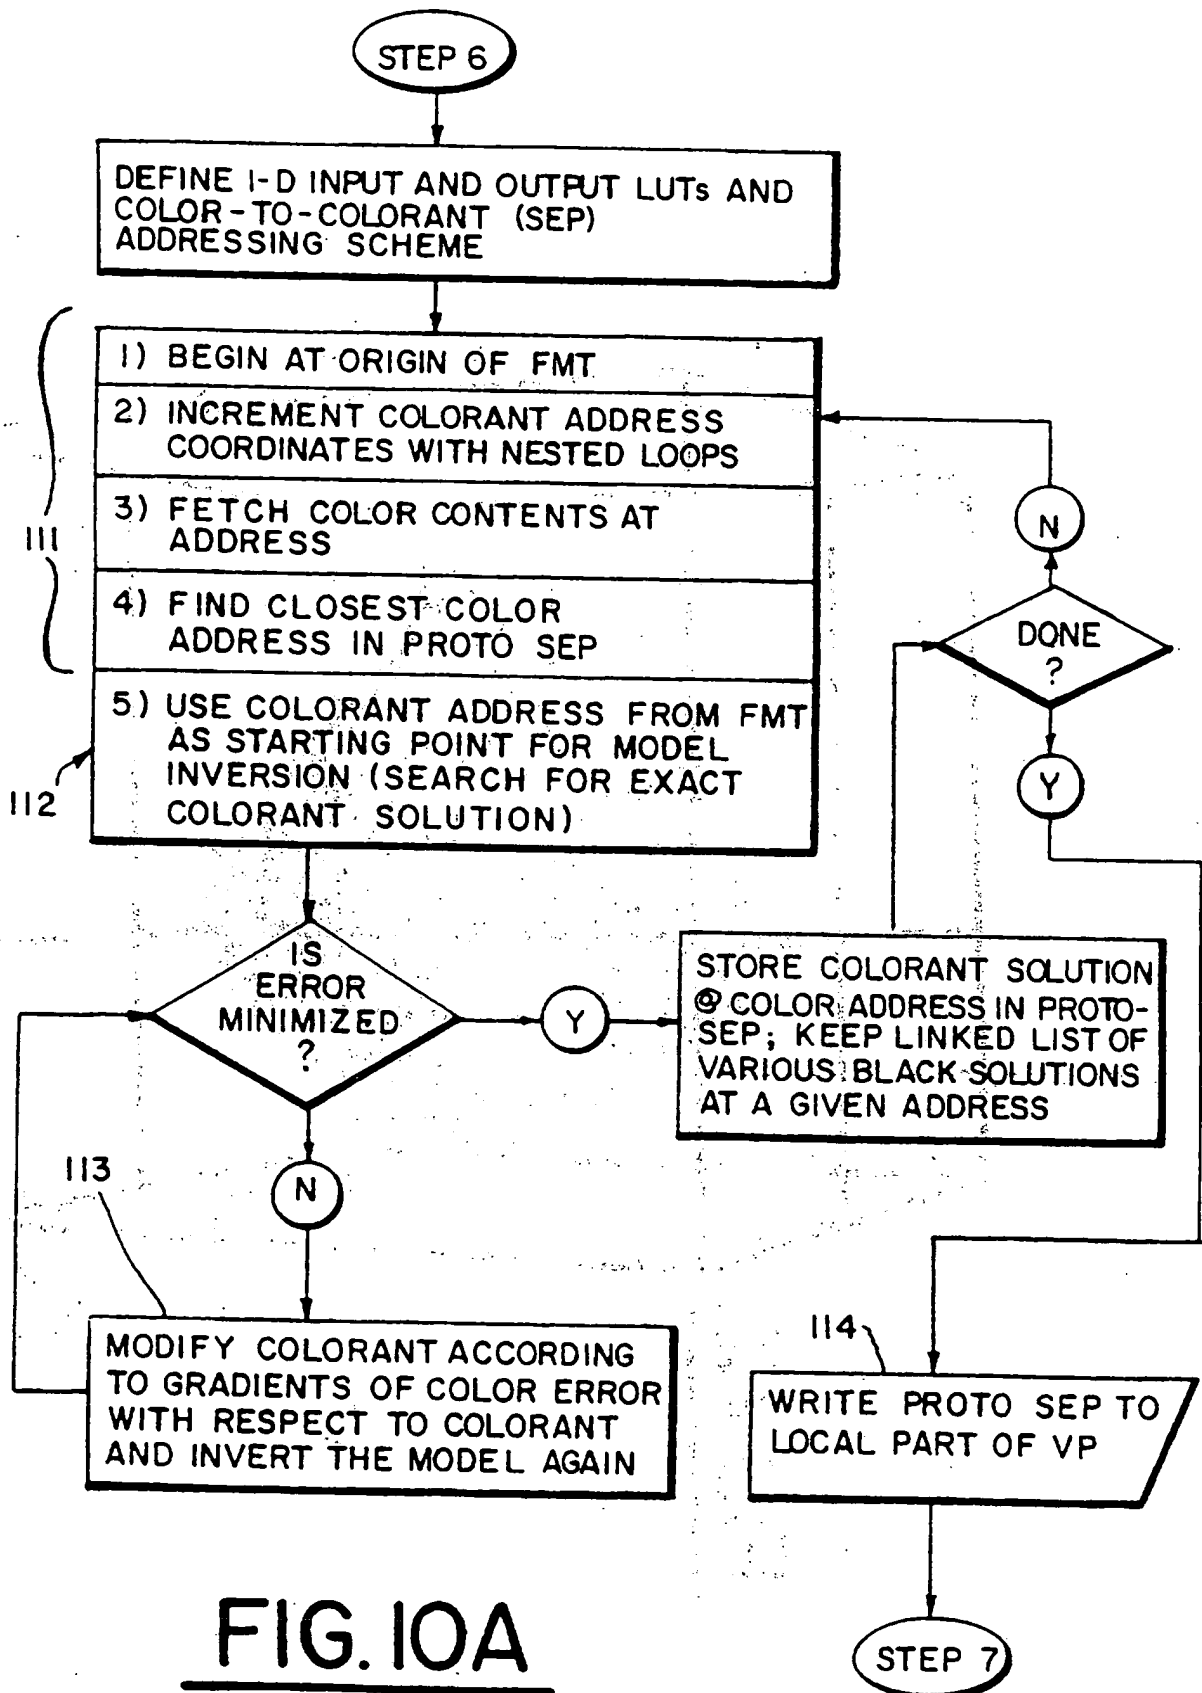 STEP 6
DEFINE 1-D INPUT AND OUTPUT LUTs AND
COLOR-TO-COLORANT (SEP)
ADDRESSING SCHEME
1) BEGIN AT ORIGIN OF FMT
2) INCREMENT COLORANT ADDRESS
COORDINATES WITH NESTED LOOPS
3) FETCH COLOR CONTENTS AT
ADDRESS
111
4) FIND CLOSEST COLOR
ADDRESS IN PROTO SEP
5) USE COLORANT ADDRESS FROM FMT
AS STARTING POINT FOR MODEL
INVERSION (SEARCH FOR EXACT
COLORANT SOLUTION)
112
N
DONE
?
Y
IS
ERROR
MINIMIZED
?
Y
STORE COLORANT SOLUTION
@ COLOR ADDRESS IN PROTO-
SEP; KEEP LINKED LIST OF
VARIOUS BLACK SOLUTIONS
AT A GIVEN ADDRESS
N
113
MODIFY COLORANT ACCORDING
TO GRADIENTS OF COLOR ERROR
WITH RESPECT TO COLORANT
AND INVERT THE MODEL AGAIN
114
WRITE PROTO SEP TO
LOCAL PART OF VP
STEP 7
FIG. 10A